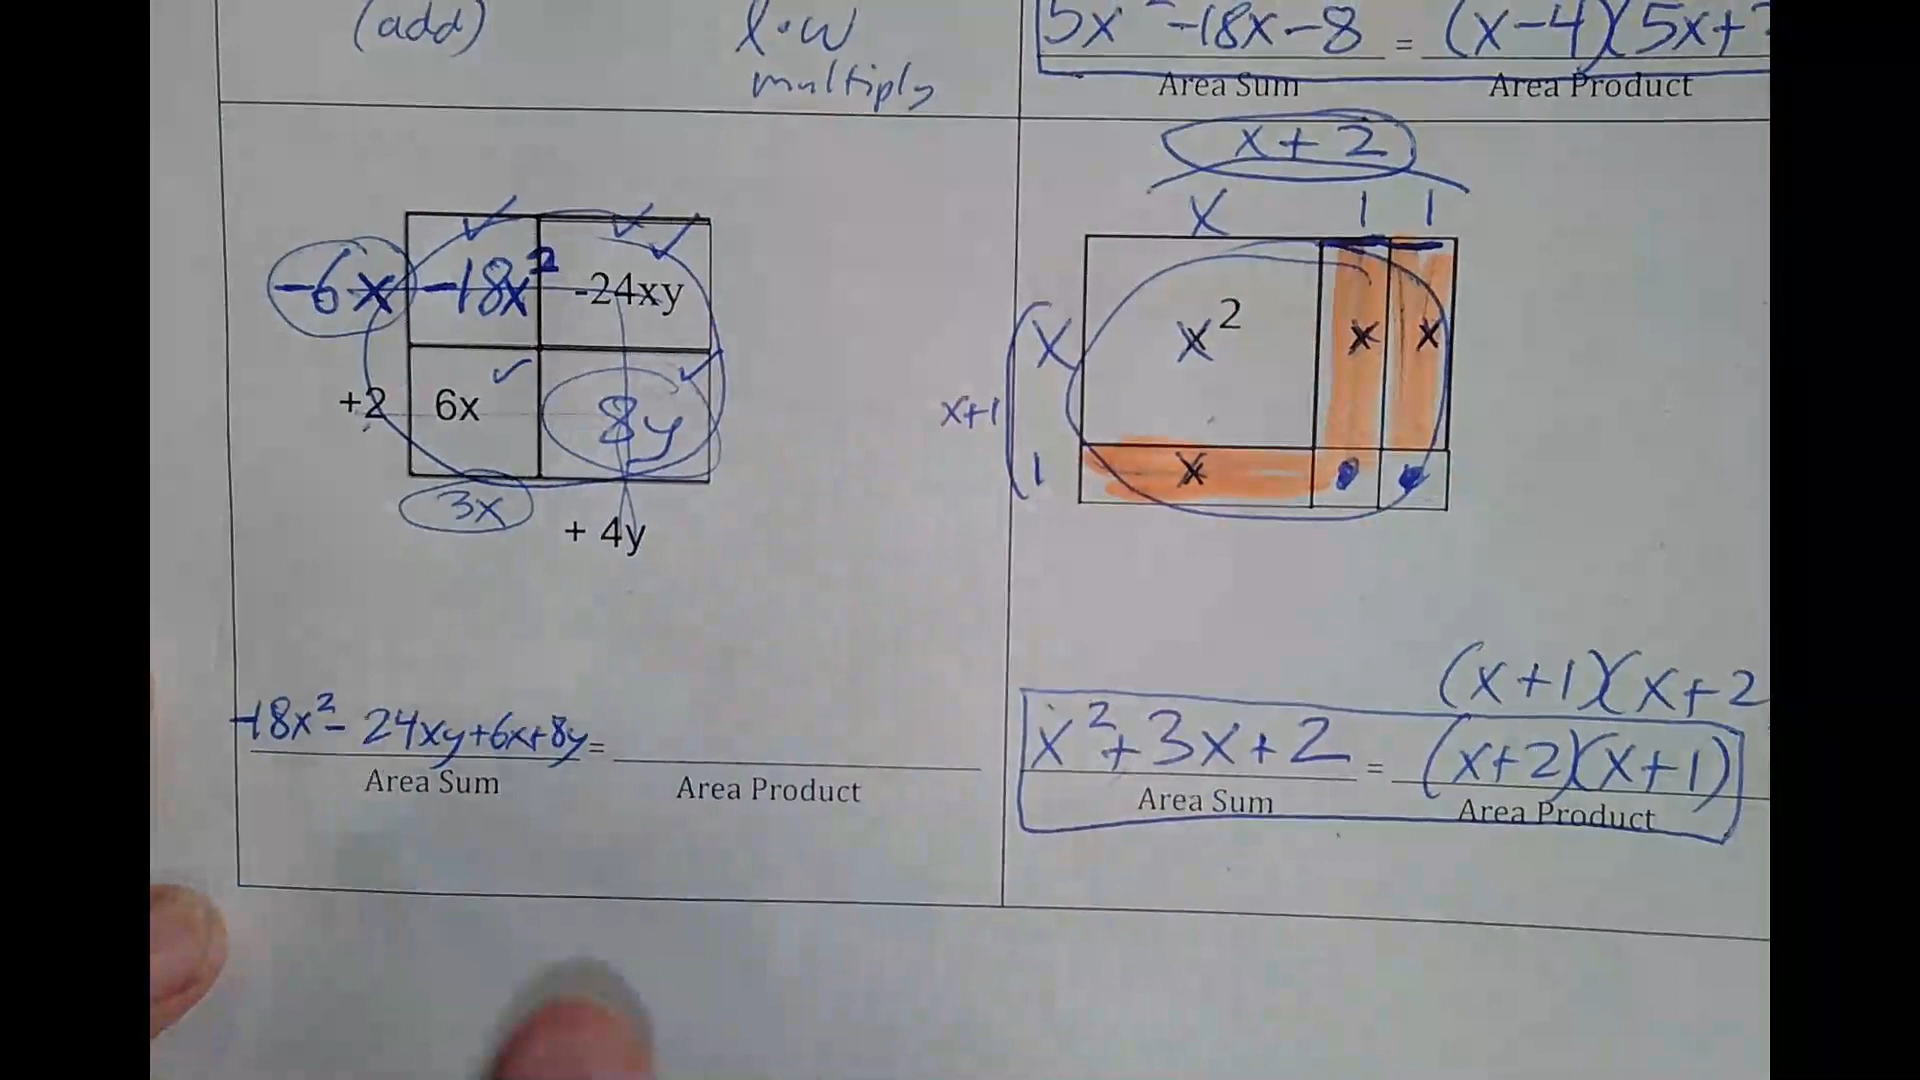 (add)
l·w
multiply
5x² -18x-8 = (x-4)(5x+
Area Sum
Area Product
x+2
x 1 1
-6x -18x² -24xy
+2 6x 8y
3x + 4y
x x² x x
x+1
1 x
-18x² - 24xy+6x+8y =
Area Sum
Area Product
(x+1)(x+2
x²+3x+2 = (x+2)(x+1)
Area Sum
Area Product